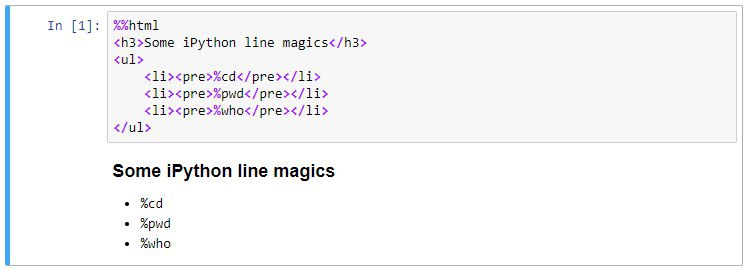 In [1]: %%html
<h3>Some iPython line magics</h3>
<ul>
    <li><pre>%cd</pre></li>
    <li><pre>%pwd</pre></li>
    <li><pre>%who</pre></li>
</ul>
Some iPython line magics
• %cd
• %pwd
• %who